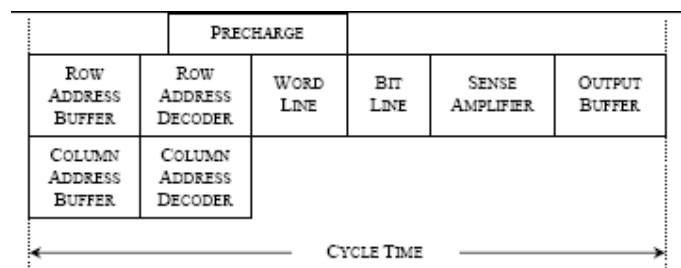 PRECHARGE
ROW ADDRESS BUFFER
ROW ADDRESS DECODER
WORD LINE
BIT LINE
SENSE AMPLIFIER
OUTPUT BUFFER
COLUMN ADDRESS BUFFER
COLUMN ADDRESS DECODER
CYCLE TIME